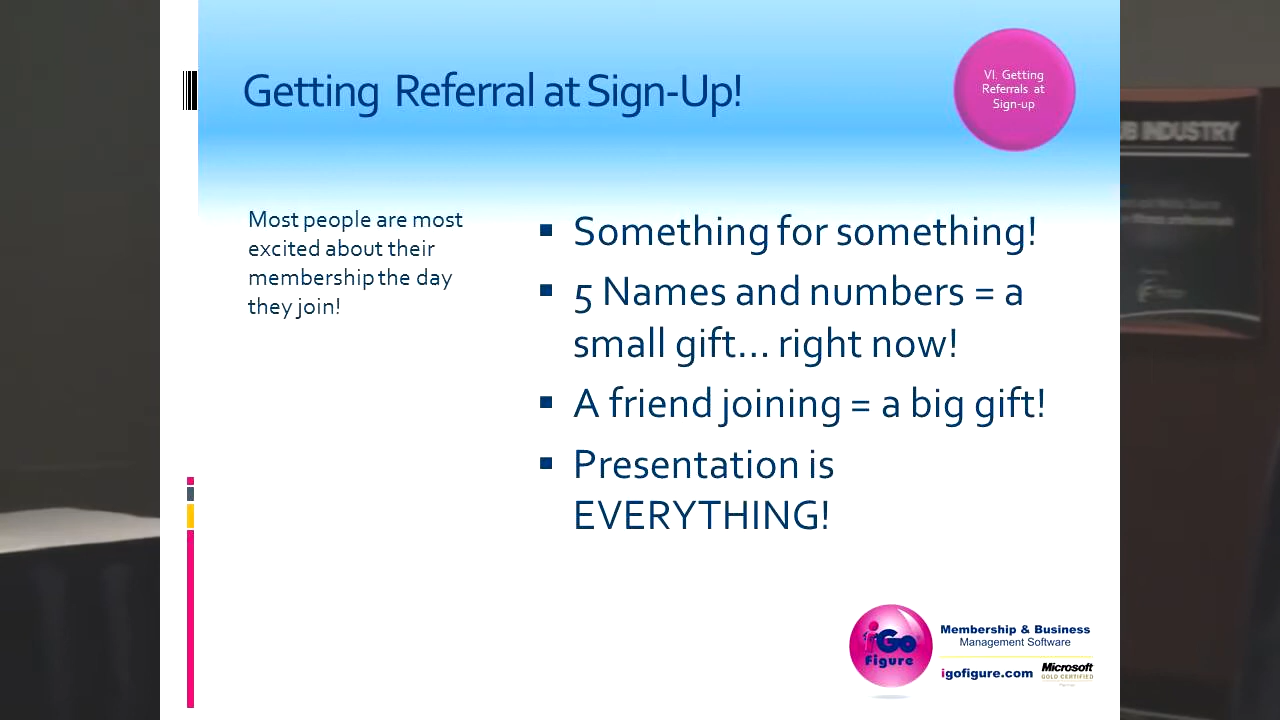 Getting Referral at Sign-Up!
VI. Getting
Referrals at
Sign-up
UB INDUSTRY
Most people are most
excited about their
membership the day
they join!
Something for something!
5 Names and numbers = a
small gift... right now!
A friend joining = a big gift!
Presentation is
EVERYTHING!
iGo
Figure
Membership & Business
Management Software
igofigure.com
Microsoft
GOLD CERTIFIED